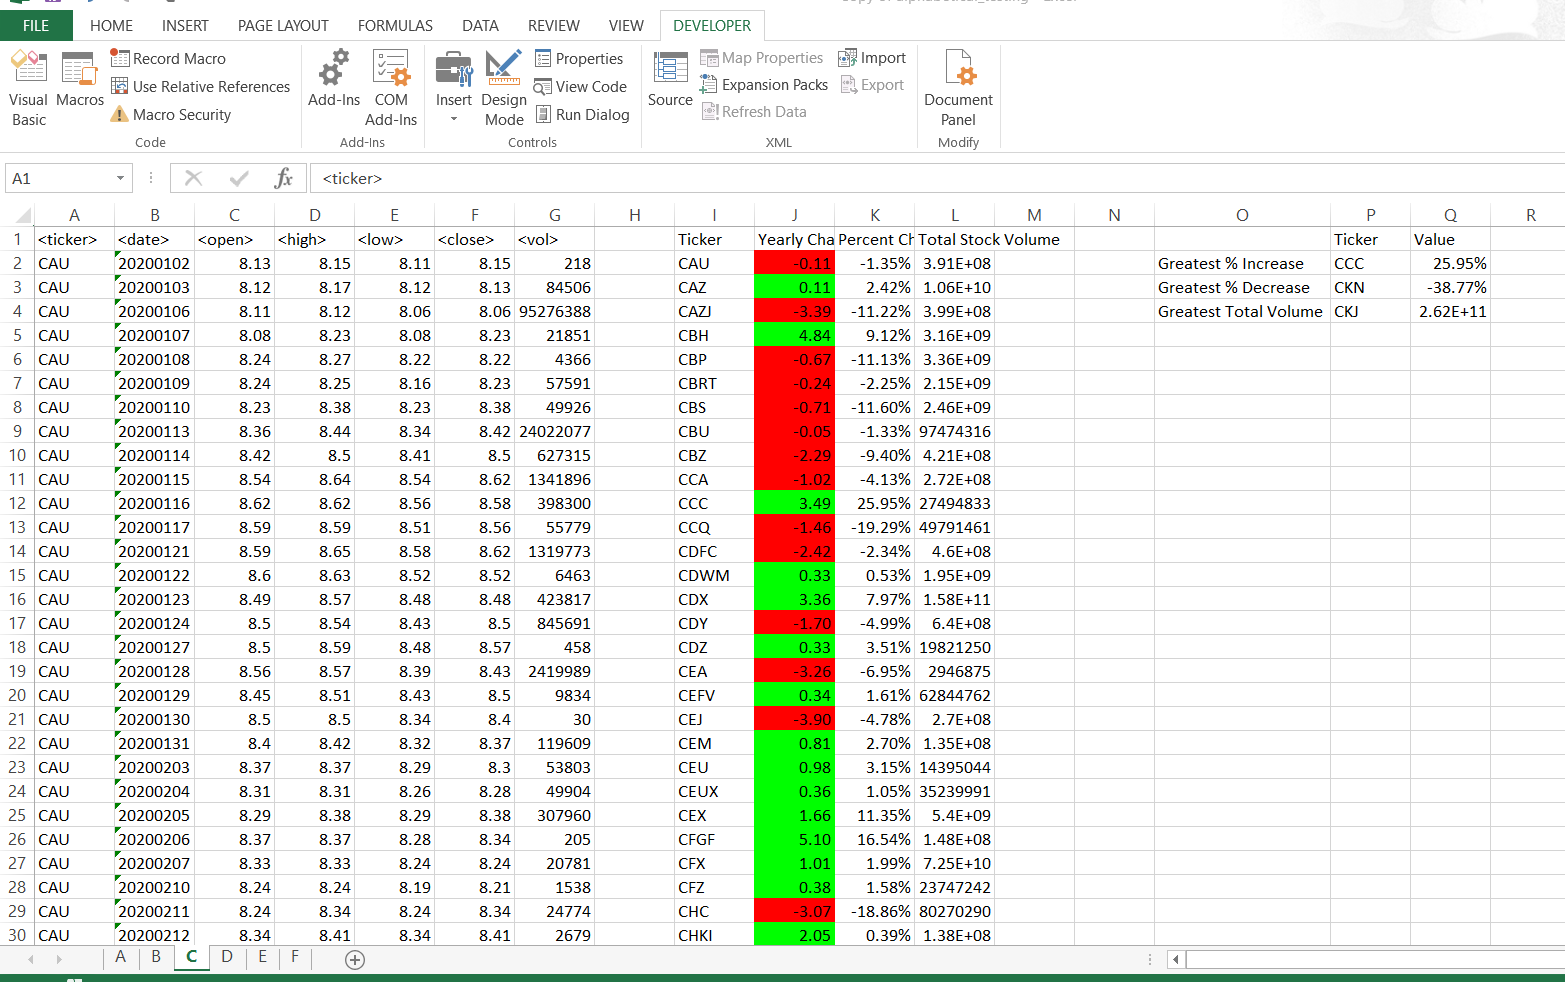 FILE HOME INSERT PAGE LAYOUT FORMULAS DATA REVIEW VIEW DEVELOPER
Visual Basic
Macros
Record Macro
Use Relative References
Macro Security
Code
Add-Ins
COM Add-Ins
Add-Ins
Insert
Design Mode
Properties
View Code
Run Dialog
Controls
Source
Map Properties
Expansion Packs
Refresh Data
Import
Export
XML
Document Panel
Modify
A1 fx <ticker>
A B C D E F G H I J K L M N O P Q R
1 <ticker> <date> <open> <high> <low> <close> <vol> Ticker Yearly Cha Percent Ch Total Stock Volume Ticker Value
2 CAU 20200102 8.13 8.15 8.11 8.15 218 CAU -0.11 -1.35% 3.91E+08 Greatest % Increase CCC 25.95%
3 CAU 20200103 8.12 8.17 8.12 8.13 84506 CAZ 0.11 2.42% 1.06E+10 Greatest % Decrease CKN -38.77%
4 CAU 20200106 8.11 8.12 8.06 8.06 95276388 CAZJ -3.39 -11.22% 3.99E+08 Greatest Total Volume CKJ 2.62E+11
5 CAU 20200107 8.08 8.23 8.08 8.23 21851 CBH 4.84 9.12% 3.16E+09
6 CAU 20200108 8.24 8.27 8.22 8.22 4366 CBP -0.67 -11.13% 3.36E+09
7 CAU 20200109 8.24 8.25 8.16 8.23 57591 CBRT -0.24 -2.25% 2.15E+09
8 CAU 20200110 8.23 8.38 8.23 8.38 49926 CBS -0.71 -11.60% 2.46E+09
9 CAU 20200113 8.36 8.44 8.34 8.42 24022077 CBU -0.05 -1.33% 97474316
10 CAU 20200114 8.42 8.5 8.41 8.5 627315 CBZ -2.29 -9.40% 4.21E+08
11 CAU 20200115 8.54 8.64 8.54 8.62 1341896 CCA -1.02 -4.13% 2.72E+08
12 CAU 20200116 8.62 8.62 8.56 8.58 398300 CCC 3.49 25.95% 27494833
13 CAU 20200117 8.59 8.59 8.51 8.56 55779 CCQ -1.46 -19.29% 49791461
14 CAU 20200121 8.59 8.65 8.58 8.62 1319773 CDFC -2.42 -2.34% 4.6E+08
15 CAU 20200122 8.6 8.63 8.52 8.52 6463 CDWM 0.33 0.53% 1.95E+09
16 CAU 20200123 8.49 8.57 8.48 8.48 423817 CDX 3.36 7.97% 1.58E+11
17 CAU 20200124 8.5 8.54 8.43 8.5 845691 CDY -1.70 -4.99% 6.4E+08
18 CAU 20200127 8.5 8.59 8.48 8.57 458 CDZ 0.33 3.51% 19821250
19 CAU 20200128 8.56 8.57 8.39 8.43 2419989 CEA -3.26 -6.95% 2946875
20 CAU 20200129 8.45 8.51 8.43 8.5 9834 CEFV 0.34 1.61% 62844762
21 CAU 20200130 8.5 8.5 8.34 8.4 30 CEJ -3.90 -4.78% 2.7E+08
22 CAU 20200131 8.4 8.42 8.32 8.37 119609 CEM 0.81 2.70% 1.35E+08
23 CAU 20200203 8.37 8.37 8.29 8.3 53803 CEU 0.98 3.15% 14395044
24 CAU 20200204 8.31 8.31 8.26 8.28 49904 CEUX 0.36 1.05% 35239991
25 CAU 20200205 8.29 8.38 8.29 8.38 307960 CEX 1.66 11.35% 5.4E+09
26 CAU 20200206 8.37 8.37 8.28 8.34 205 CFGF 5.10 16.54% 1.48E+08
27 CAU 20200207 8.33 8.33 8.24 8.24 20781 CFX 1.01 1.99% 7.25E+10
28 CAU 20200210 8.24 8.24 8.19 8.21 1538 CFZ 0.38 1.58% 23747242
29 CAU 20200211 8.24 8.34 8.24 8.34 24774 CHC -3.07 -18.86% 80270290
30 CAU 20200212 8.34 8.41 8.34 8.41 2679 CHKI 2.05 0.39% 1.38E+08
A B C D E F